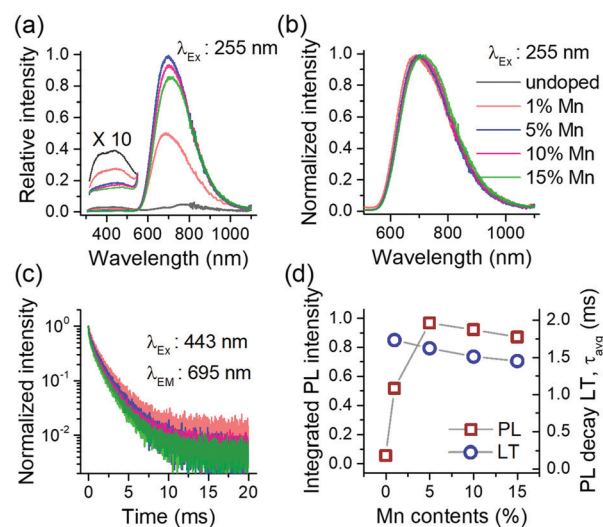 (a)
λEx : 255 nm
X 10
Relative intensity
1.0
0.8
0.6
0.4
0.2
0.0
400 600 800 1000
Wavelength (nm)
(b)
λEx : 255 nm
undoped
1% Mn
5% Mn
10% Mn
15% Mn
Normalized intensity
1.0
0.8
0.6
0.4
0.2
0.0
600 800 1000
Wavelength (nm)
(c)
λEx : 443 nm
λEM : 695 nm
Normalized intensity
10⁰
10⁻¹
10⁻²
0 5 10 15 20
Time (ms)
(d)
Integrated PL intensity
1.0
0.8
0.6
0.4
0.2
0.0
PL
LT
0 5 10 15
Mn contents (%)
2.0
1.5
1.0
0.5
0.0
PL decay LT, τavg (ms)